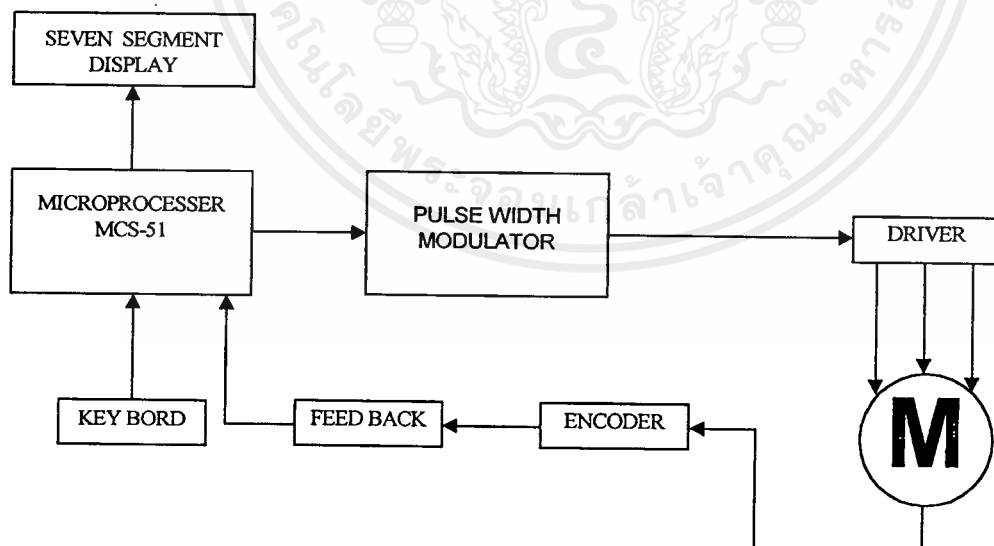 SEVEN SEGMENT
DISPLAY
MICROPROCESSER
MCS-51
PULSE WIDTH
MODULATOR
DRIVER
KEY BORD
FEED BACK
ENCODER
M